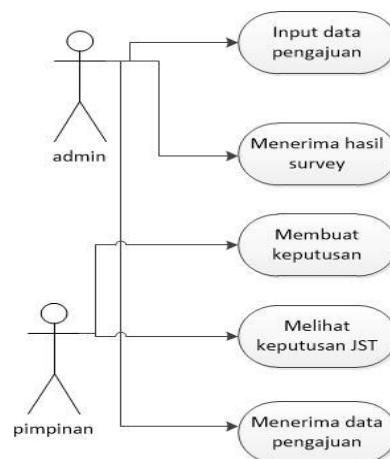 Input data
pengajuan
admin
Menerima hasil
survey
Membuat
keputusan
Melihat
keputusan JST
pimpinan
Menerima data
pengajuan